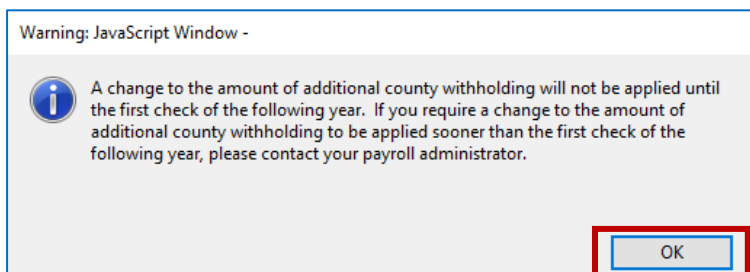 Warning: JavaScript Window -
A change to the amount of additional county withholding will not be applied until
the first check of the following year.  If you require a change to the amount of
additional county withholding to be applied sooner than the first check of the
following year, please contact your payroll administrator.
OK